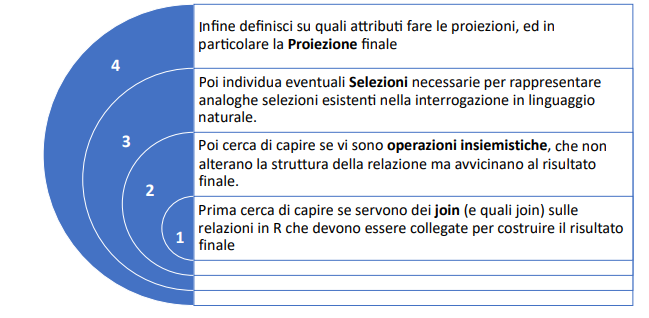 4
Infine definisci su quali attributi fare le proiezioni, ed in
particolare la Proiezione finale
3
Poi individua eventuali Selezioni necessarie per rappresentare
analoghe selezioni esistenti nella interrogazione in linguaggio
naturale.
2
Poi cerca di capire se vi sono operazioni insiemistiche, che non
alterano la struttura della relazione ma avvicinano al risultato
finale.
1
Prima cerca di capire se servono dei join (e quali join) sulle
relazioni in R che devono essere collegate per costruire il risultato
finale